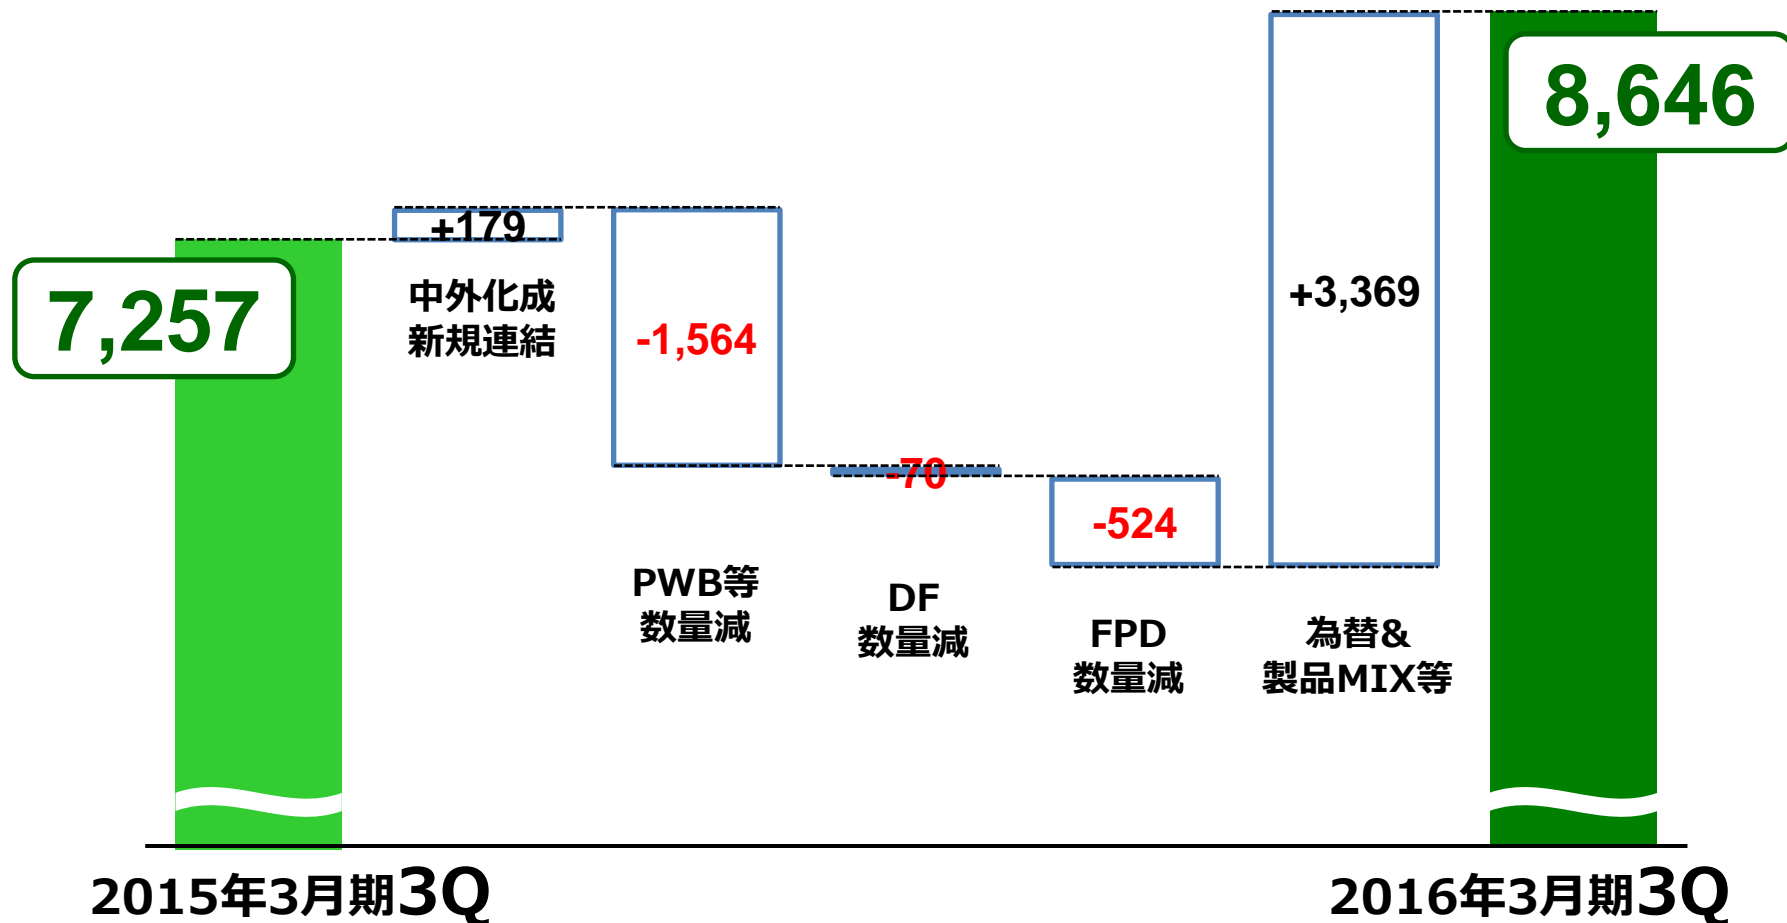 8,646
7,257
+179
中外化成
新規連結
-1,564
PWB等
数量減
-70
DF
数量減
-524
FPD
数量減
+3,369
為替&
製品MIX等
2015年3月期3Q
2016年3月期3Q